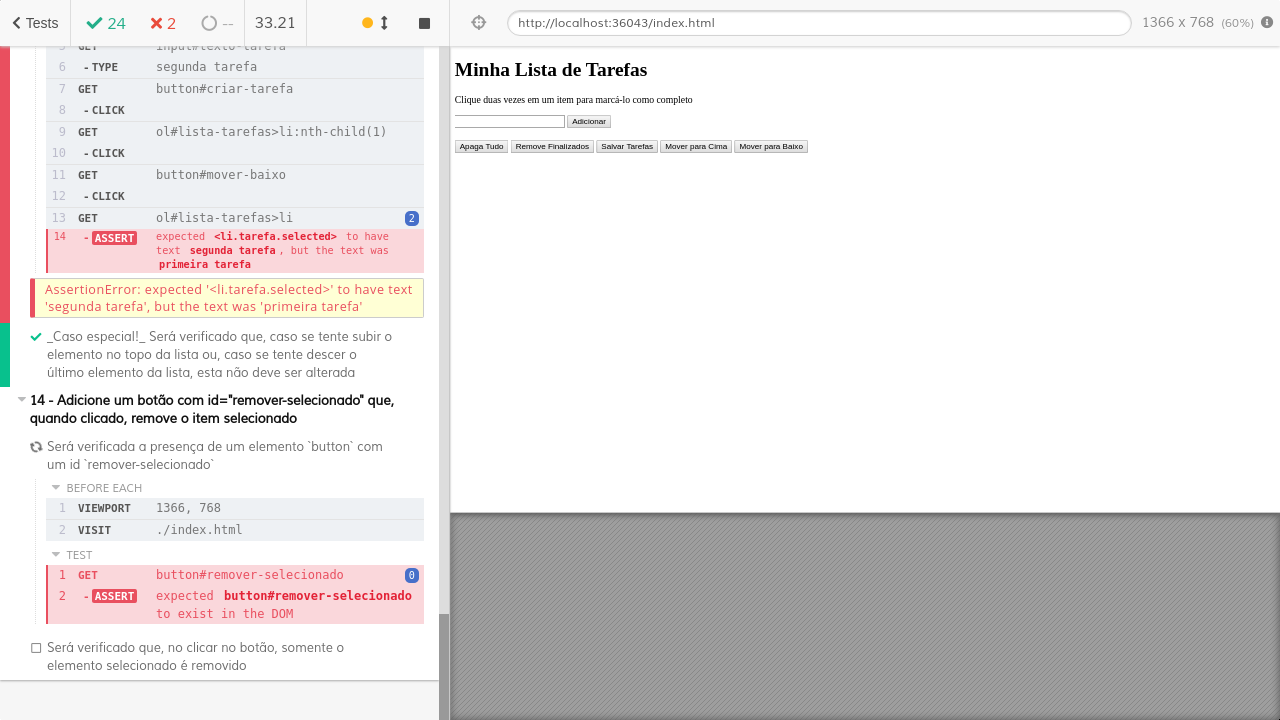 Tests 24 2 -- 33.21
http://localhost:36043/index.html 1366 x 768 (60%)
5 GET input#texto-tarefa
6 - TYPE segunda tarefa
7 GET button#criar-tarefa
8 - CLICK
9 GET ol#lista-tarefas>li:nth-child(1)
10 - CLICK
11 GET button#mover-baixo
12 - CLICK
13 GET ol#lista-tarefas>li 2
14 - ASSERT expected <li.tarefa.selected> to have
text segunda tarefa, but the text was
primeira tarefa
AssertionError: expected '<li.tarefa.selected>' to have text
'segunda tarefa', but the text was 'primeira tarefa'
_Caso especial!_ Será verificado que, caso se tente subir o
elemento no topo da lista ou, caso se tente descer o
último elemento da lista, esta não deve ser alterada
14 - Adicione um botão com id="remover-selecionado" que,
quando clicado, remove o item selecionado
Será verificada a presença de um elemento `button` com
um id `remover-selecionado`
BEFORE EACH
1 VIEWPORT 1366, 768
2 VISIT ./index.html
TEST
1 GET button#remover-selecionado 0
2 - ASSERT expected button#remover-selecionado
to exist in the DOM
Será verificado que, no clicar no botão, somente o
elemento selecionado é removido
Minha Lista de Tarefas
Clique duas vezes em um item para marcá-lo como completo
Adicionar
Apaga Tudo Remove Finalizados Salvar Tarefas Mover para Cima Mover para Baixo